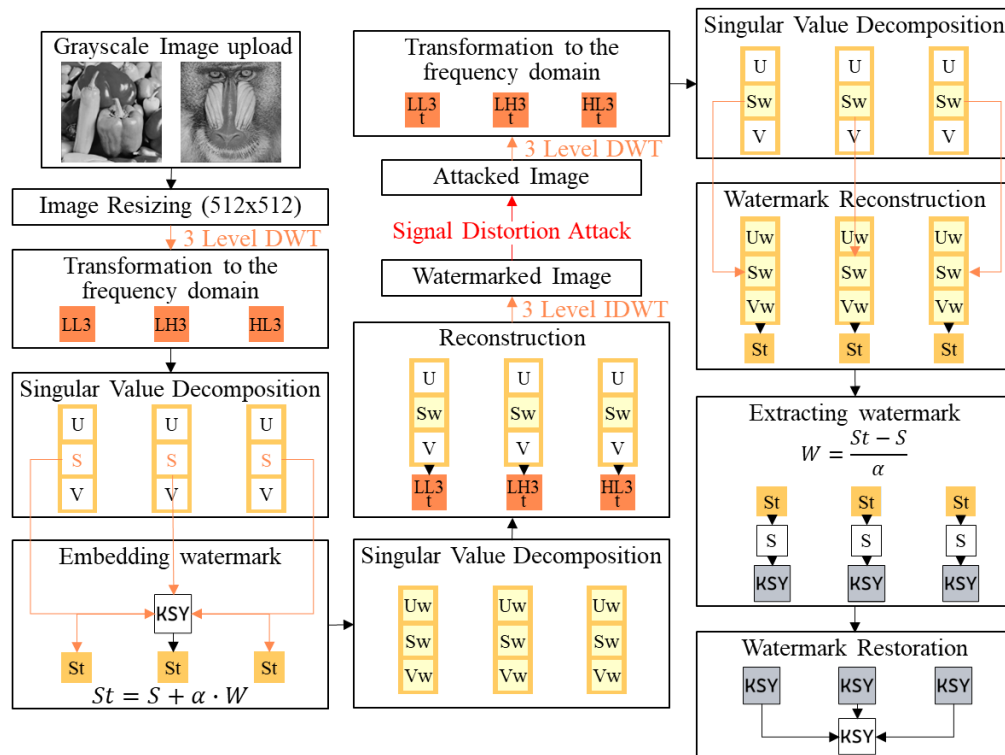 Grayscale Image upload
Image Resizing (512x512)
3 Level DWT
Transformation to the
frequency domain
LL3 LH3 HL3
Singular Value Decomposition
U U U
S S S
V V V
Embedding watermark
KSY
St St St
St = S + α · W
Singular Value Decomposition
Uw Uw Uw
Sw Sw Sw
Vw Vw Vw
Reconstruction
U U U
Sw Sw Sw
V V V
LL3 LH3 HL3
t t t
3 Level IDWT
Watermarked Image
Signal Distortion Attack
Attacked Image
3 Level DWT
Transformation to the
frequency domain
LL3 LH3 HL3
t t t
Singular Value Decomposition
U U U
Sw Sw Sw
V V V
Watermark Reconstruction
Uw Uw Uw
Sw Sw Sw
Vw Vw Vw
St St St
Extracting watermark
W = (St − S) / α
St St St
S S S
KSY KSY KSY
Watermark Restoration
KSY KSY KSY
KSY